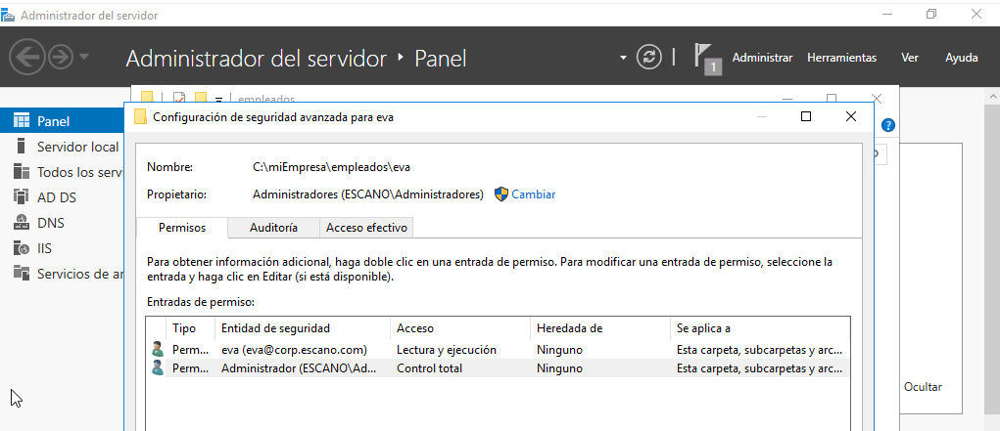 Administrador del servidor
Administrador del servidor ‣ Panel
1
Administrar Herramientas Ver Ayuda
empleados
Panel
Servidor local
Todos los serv
AD DS
DNS
IIS
Servicios de ar
Configuración de seguridad avanzada para eva
Nombre: C:\miEmpresa\empleados\eva
Propietario: Administradores (ESCANO\Administradores) Cambiar
Permisos Auditoría Acceso efectivo
Para obtener información adicional, haga doble clic en una entrada de permiso. Para modificar una entrada de permiso, seleccione la
entrada y haga clic en Editar (si está disponible).
Entradas de permiso:
Tipo Entidad de seguridad Acceso Heredada de Se aplica a
Perm... eva (eva@corp.escano.com) Lectura y ejecución Ninguno Esta carpeta, subcarpetas y arc...
Perm... Administrador (ESCANO\Ad... Control total Ninguno Esta carpeta, subcarpetas y arc...
Ocultar